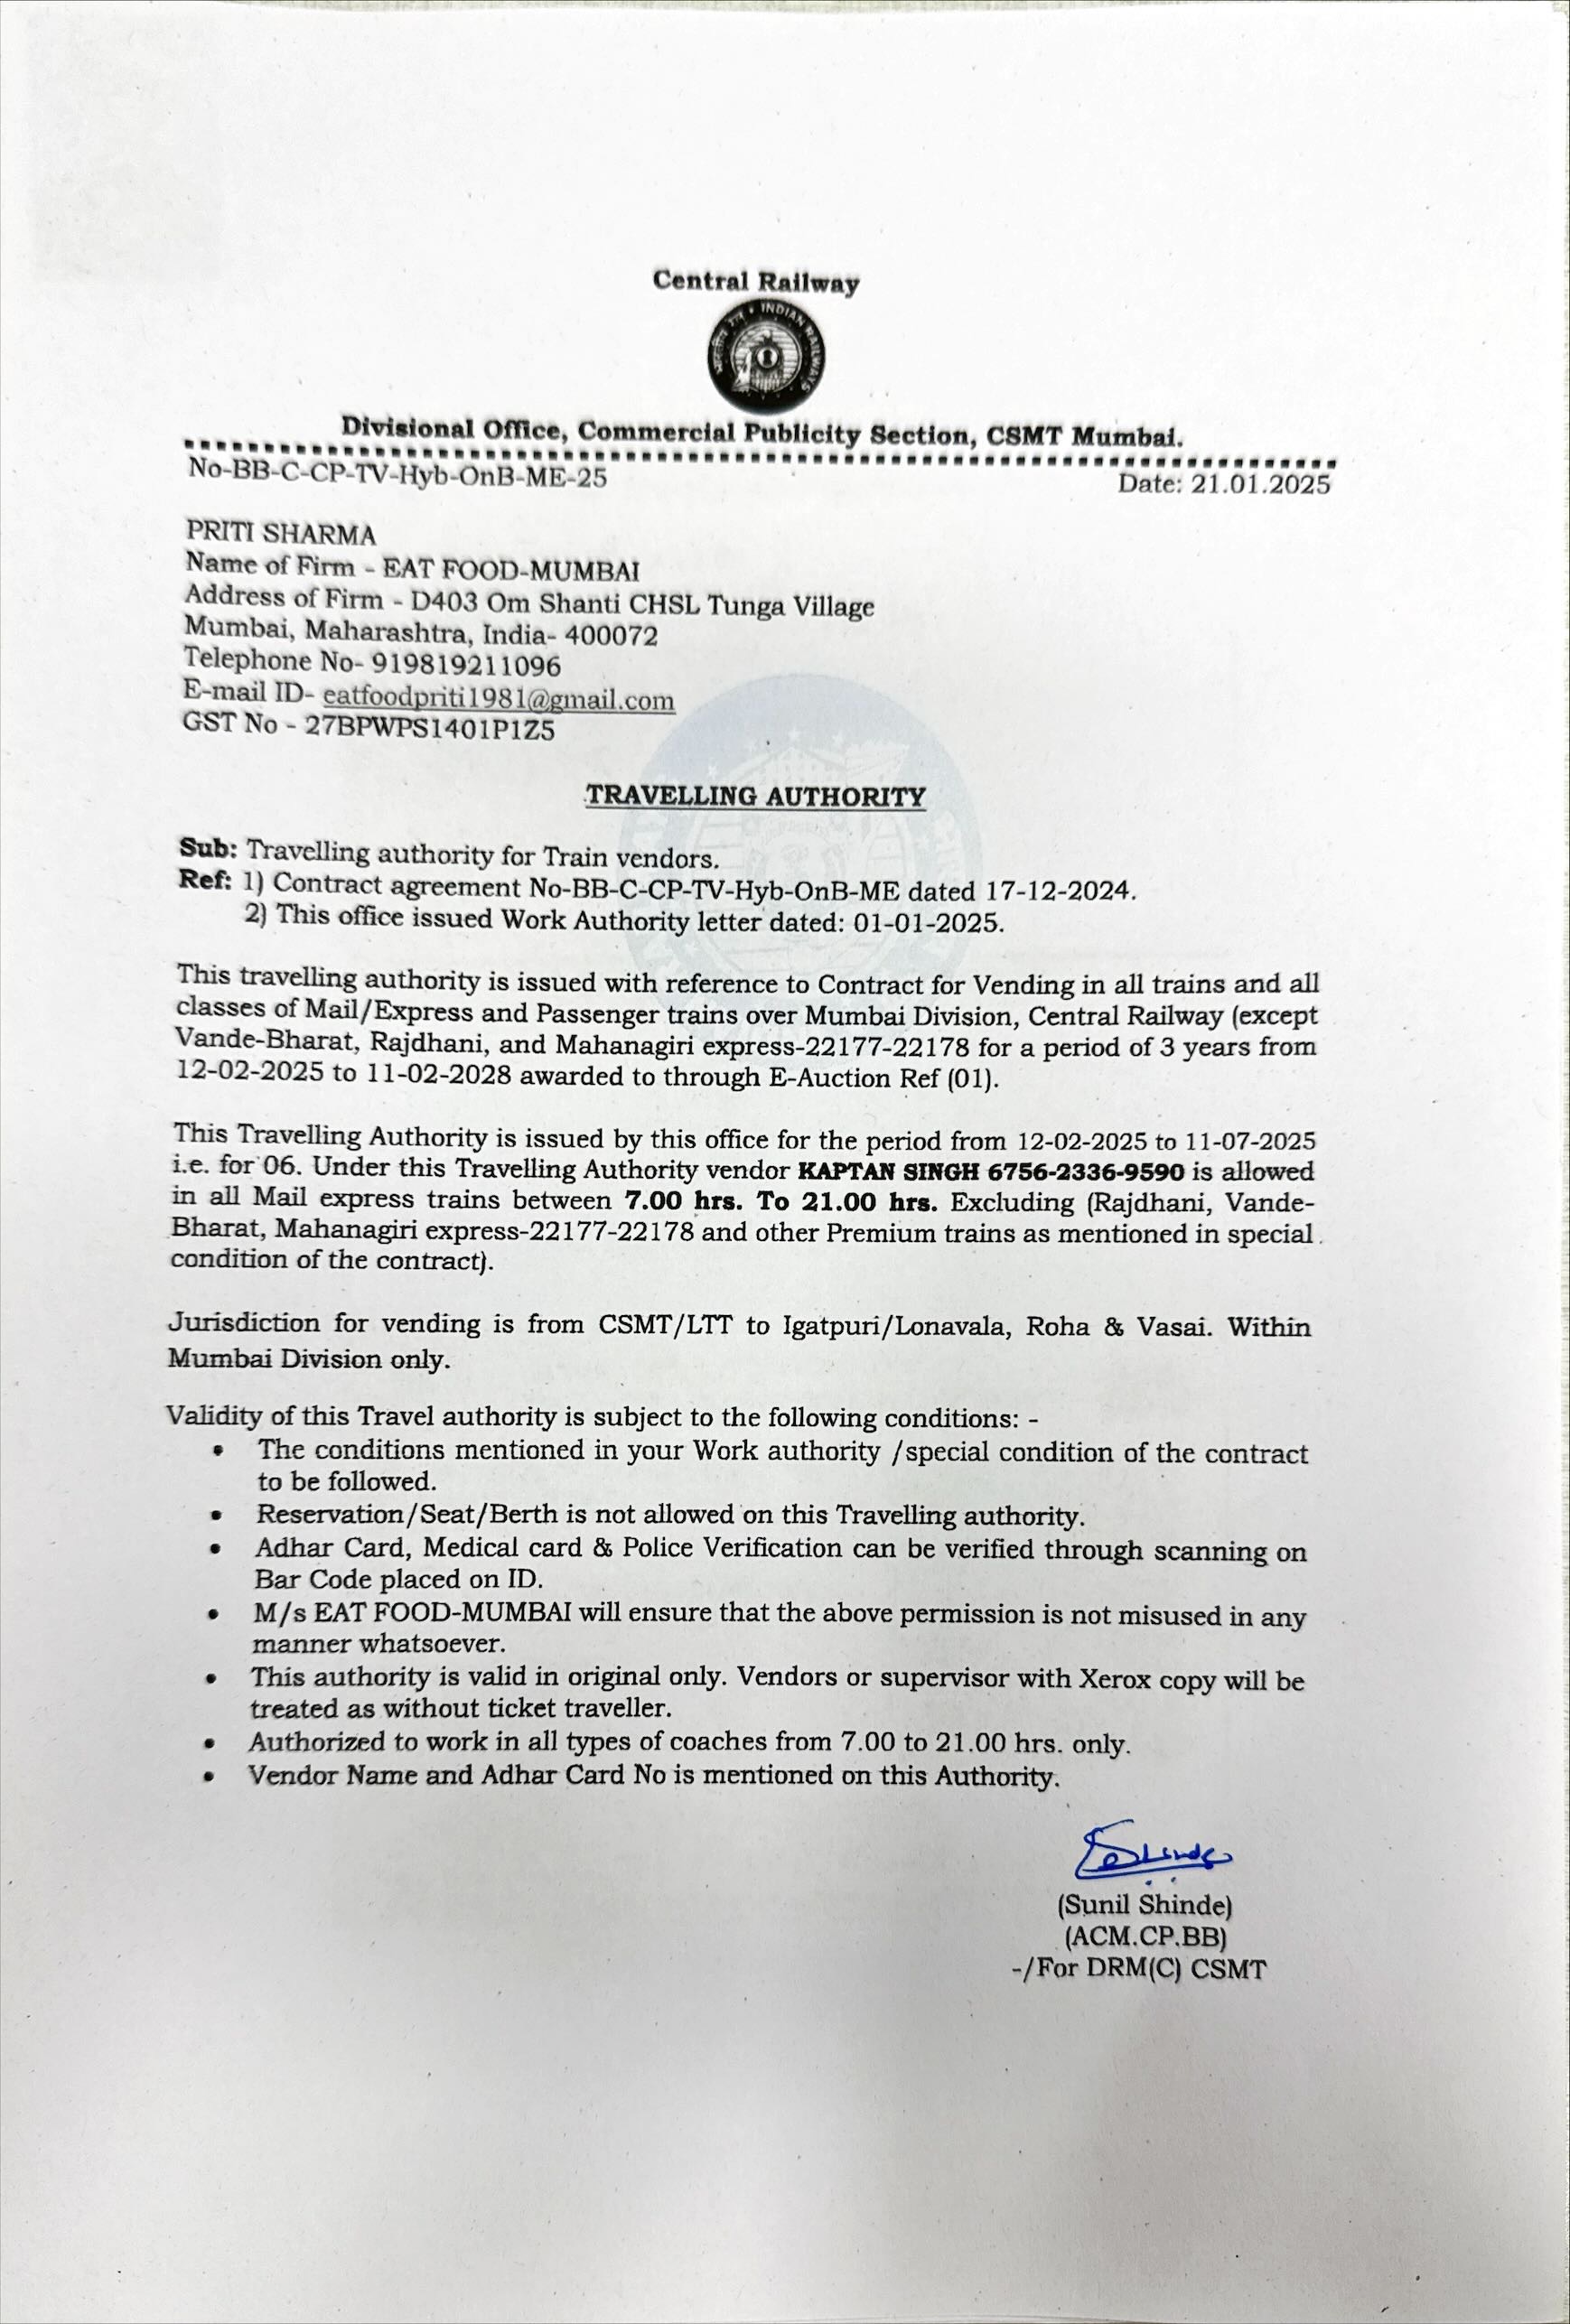 Central Railway
भारतीय रेल • INDIAN RAILWAYS
Divisional Office, Commercial Publicity Section, CSMT Mumbai.
No-BB-C-CP-TV-Hyb-OnB-ME-25
Date: 21.01.2025
PRITI SHARMA
Name of Firm - EAT FOOD-MUMBAI
Address of Firm - D403 Om Shanti CHSL Tunga Village
Mumbai, Maharashtra, India- 400072
Telephone No- 919819211096
E-mail ID- eatfoodpriti1981@gmail.com
GST No - 27BPWPS1401P1Z5
TRAVELLING AUTHORITY
Sub: Travelling authority for Train vendors.
Ref: 1) Contract agreement No-BB-C-CP-TV-Hyb-OnB-ME dated 17-12-2024.
2) This office issued Work Authority letter dated: 01-01-2025.
This travelling authority is issued with reference to Contract for Vending in all trains and all
classes of Mail/Express and Passenger trains over Mumbai Division, Central Railway (except
Vande-Bharat, Rajdhani, and Mahanagiri express-22177-22178 for a period of 3 years from
12-02-2025 to 11-02-2028 awarded to through E-Auction Ref (01).
This Travelling Authority is issued by this office for the period from 12-02-2025 to 11-07-2025
i.e. for 06. Under this Travelling Authority vendor KAPTAN SINGH 6756-2336-9590 is allowed
in all Mail express trains between 7.00 hrs. To 21.00 hrs. Excluding (Rajdhani, Vande-
Bharat, Mahanagiri express-22177-22178 and other Premium trains as mentioned in special
condition of the contract).
Jurisdiction for vending is from CSMT/LTT to Igatpuri/Lonavala, Roha & Vasai. Within
Mumbai Division only.
Validity of this Travel authority is subject to the following conditions: -
• The conditions mentioned in your Work authority /special condition of the contract
to be followed.
• Reservation/Seat/Berth is not allowed on this Travelling authority.
• Adhar Card, Medical card & Police Verification can be verified through scanning on
Bar Code placed on ID.
• M/s EAT FOOD-MUMBAI will ensure that the above permission is not misused in any
manner whatsoever.
• This authority is valid in original only. Vendors or supervisor with Xerox copy will be
treated as without ticket traveller.
• Authorized to work in all types of coaches from 7.00 to 21.00 hrs. only.
• Vendor Name and Adhar Card No is mentioned on this Authority.
SShinde
(Sunil Shinde)
(ACM.CP.BB)
-/For DRM(C) CSMT